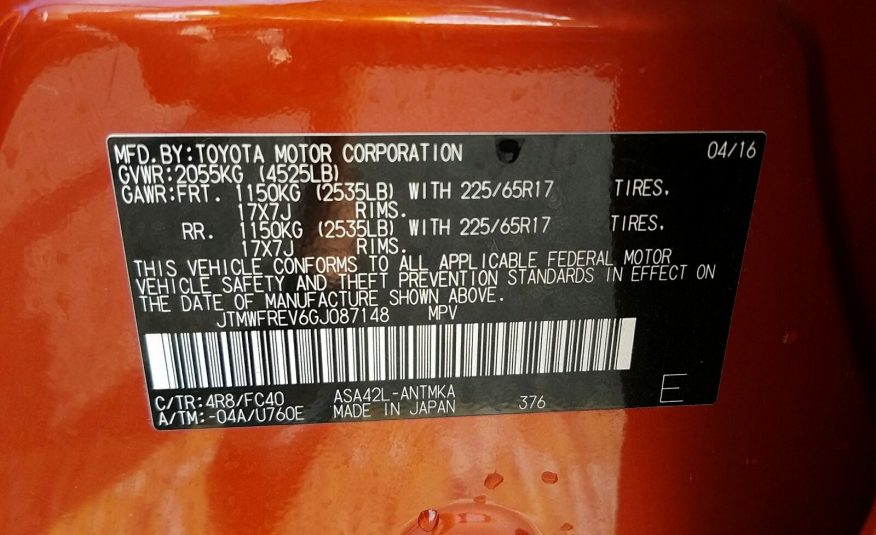 MFD.BY:TOYOTA MOTOR CORPORATION 04/16
GVWR:2055KG (4525LB)
GAWR:FRT. 1150KG (2535LB) WITH 225/65R17 TIRES,
17X7J RIMS.
RR. 1150KG (2535LB) WITH 225/65R17 TIRES,
17X7J RIMS.
THIS VEHICLE CONFORMS TO ALL APPLICABLE FEDERAL MOTOR
VEHICLE SAFETY AND THEFT PREVENTION STANDARDS IN EFFECT ON
THE DATE OF MANUFACTURE SHOWN ABOVE.
JTMWFREV6GJ087148 MPV
C/TR:4R8/FC40 ASA42L-ANTMKA
A/TM:-04A/U760E MADE IN JAPAN 376 E